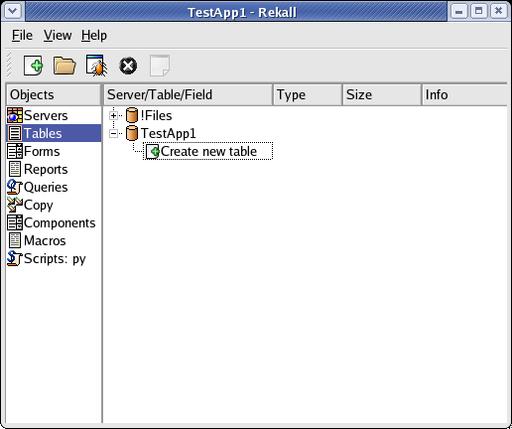 TestApp1 - Rekall
File View Help
Objects
Servers
Tables
Forms
Reports
Queries
Copy
Components
Macros
Scripts: py
Server/Table/Field Type Size Info
!Files
TestApp1
Create new table